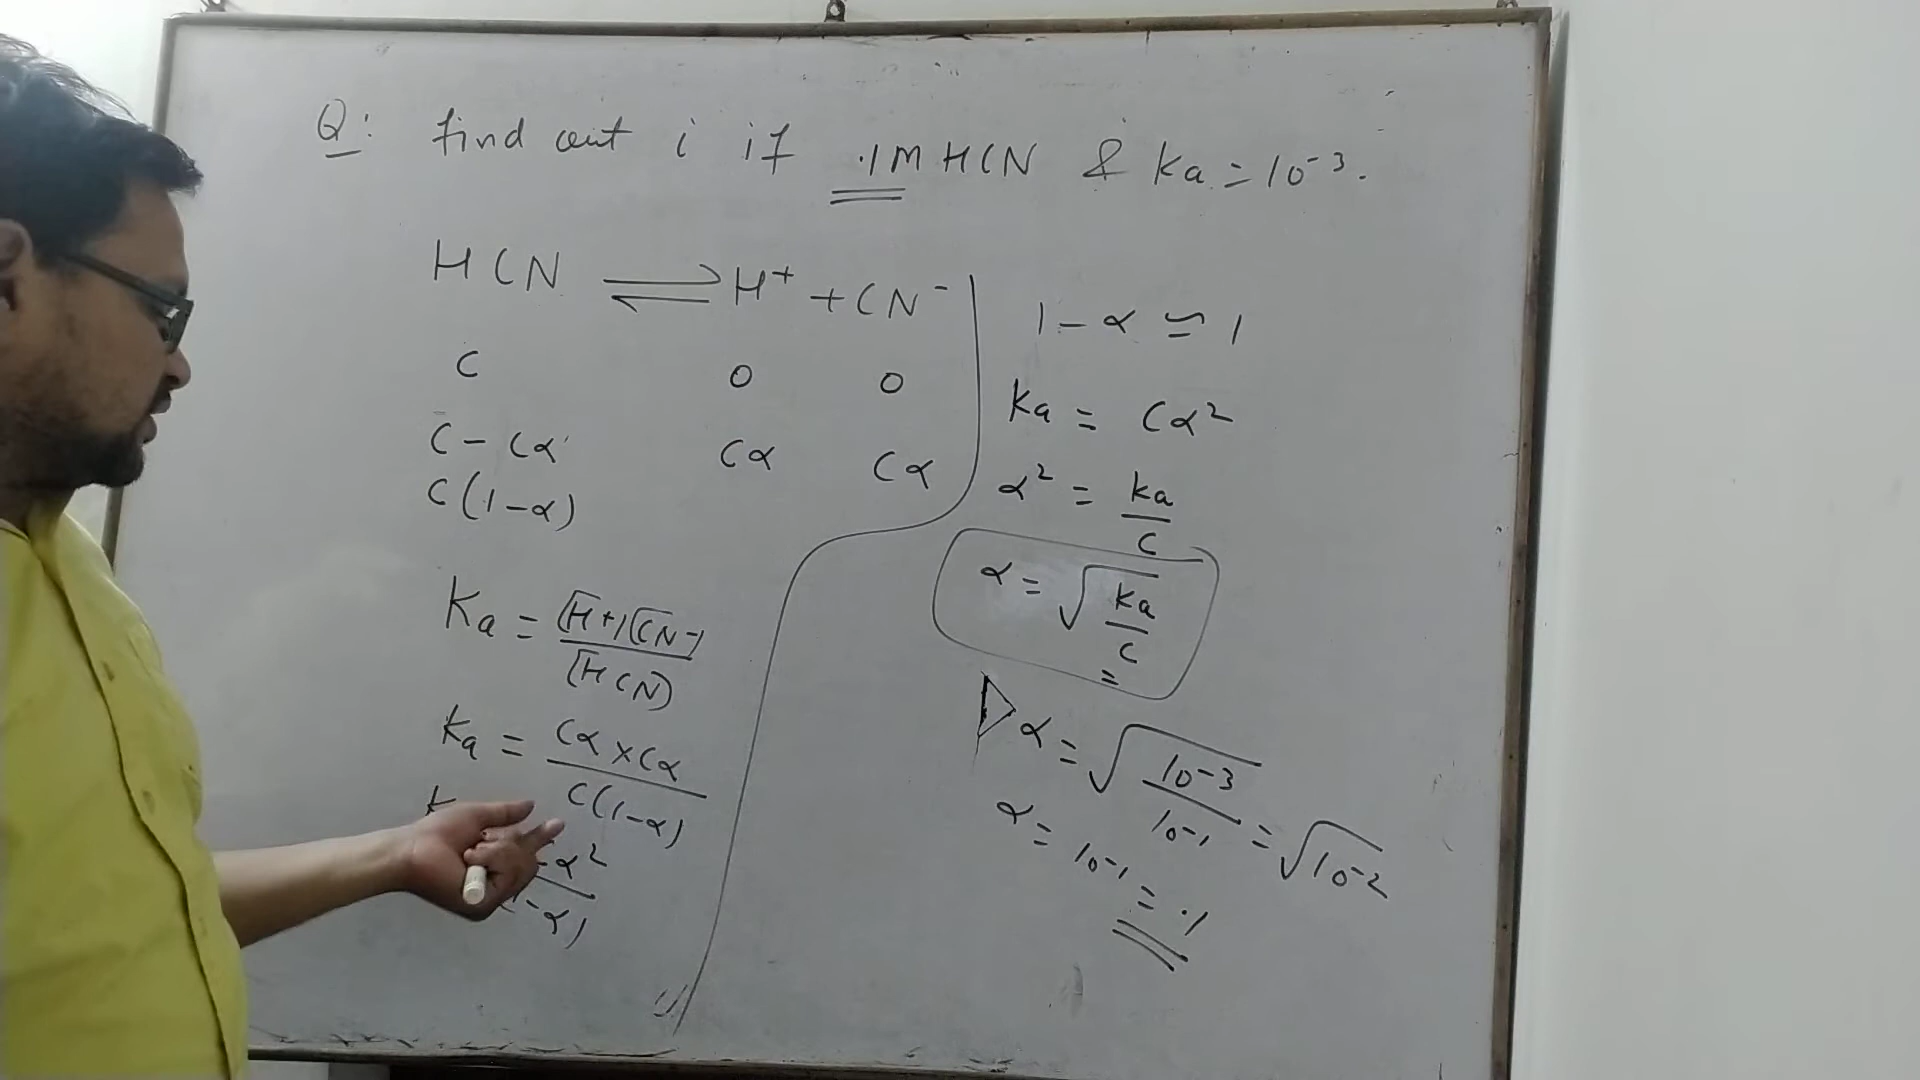 Q: find out i if .1M HCN & Ka = 10⁻³.
HCN ⇌ H⁺ + CN⁻
C 0 0
C - Cα Cα Cα
C(1-α)
Ka = [H+][CN-] / [HCN]
Ka = Cα × Cα / C(1-α)
α² / (1-α)
1 - α ≃ 1
Ka = Cα²
α² = Ka / C
α = √(Ka / C)
=
α = √(10⁻³ / 10⁻¹) = √10⁻²
α = 10⁻¹ = .1